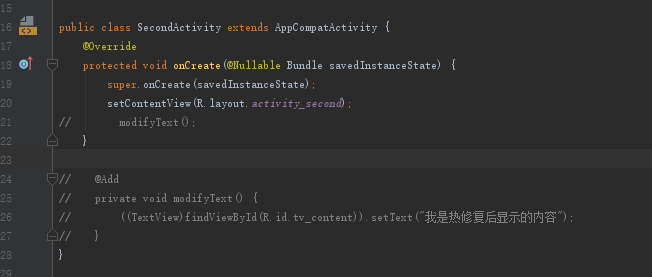 15
16 public class SecondActivity extends AppCompatActivity {
17 @Override
18 protected void onCreate(@Nullable Bundle savedInstanceState) {
19 super.onCreate(savedInstanceState);
20 setContentView(R.layout.activity_second);
21 // modifyText();
22 }
23
24 // @Add
25 // private void modifyText() {
26 // ((TextView)findViewById(R.id.tv_content)).setText("我是热修复后显示的内容");
27 // }
28 }
29